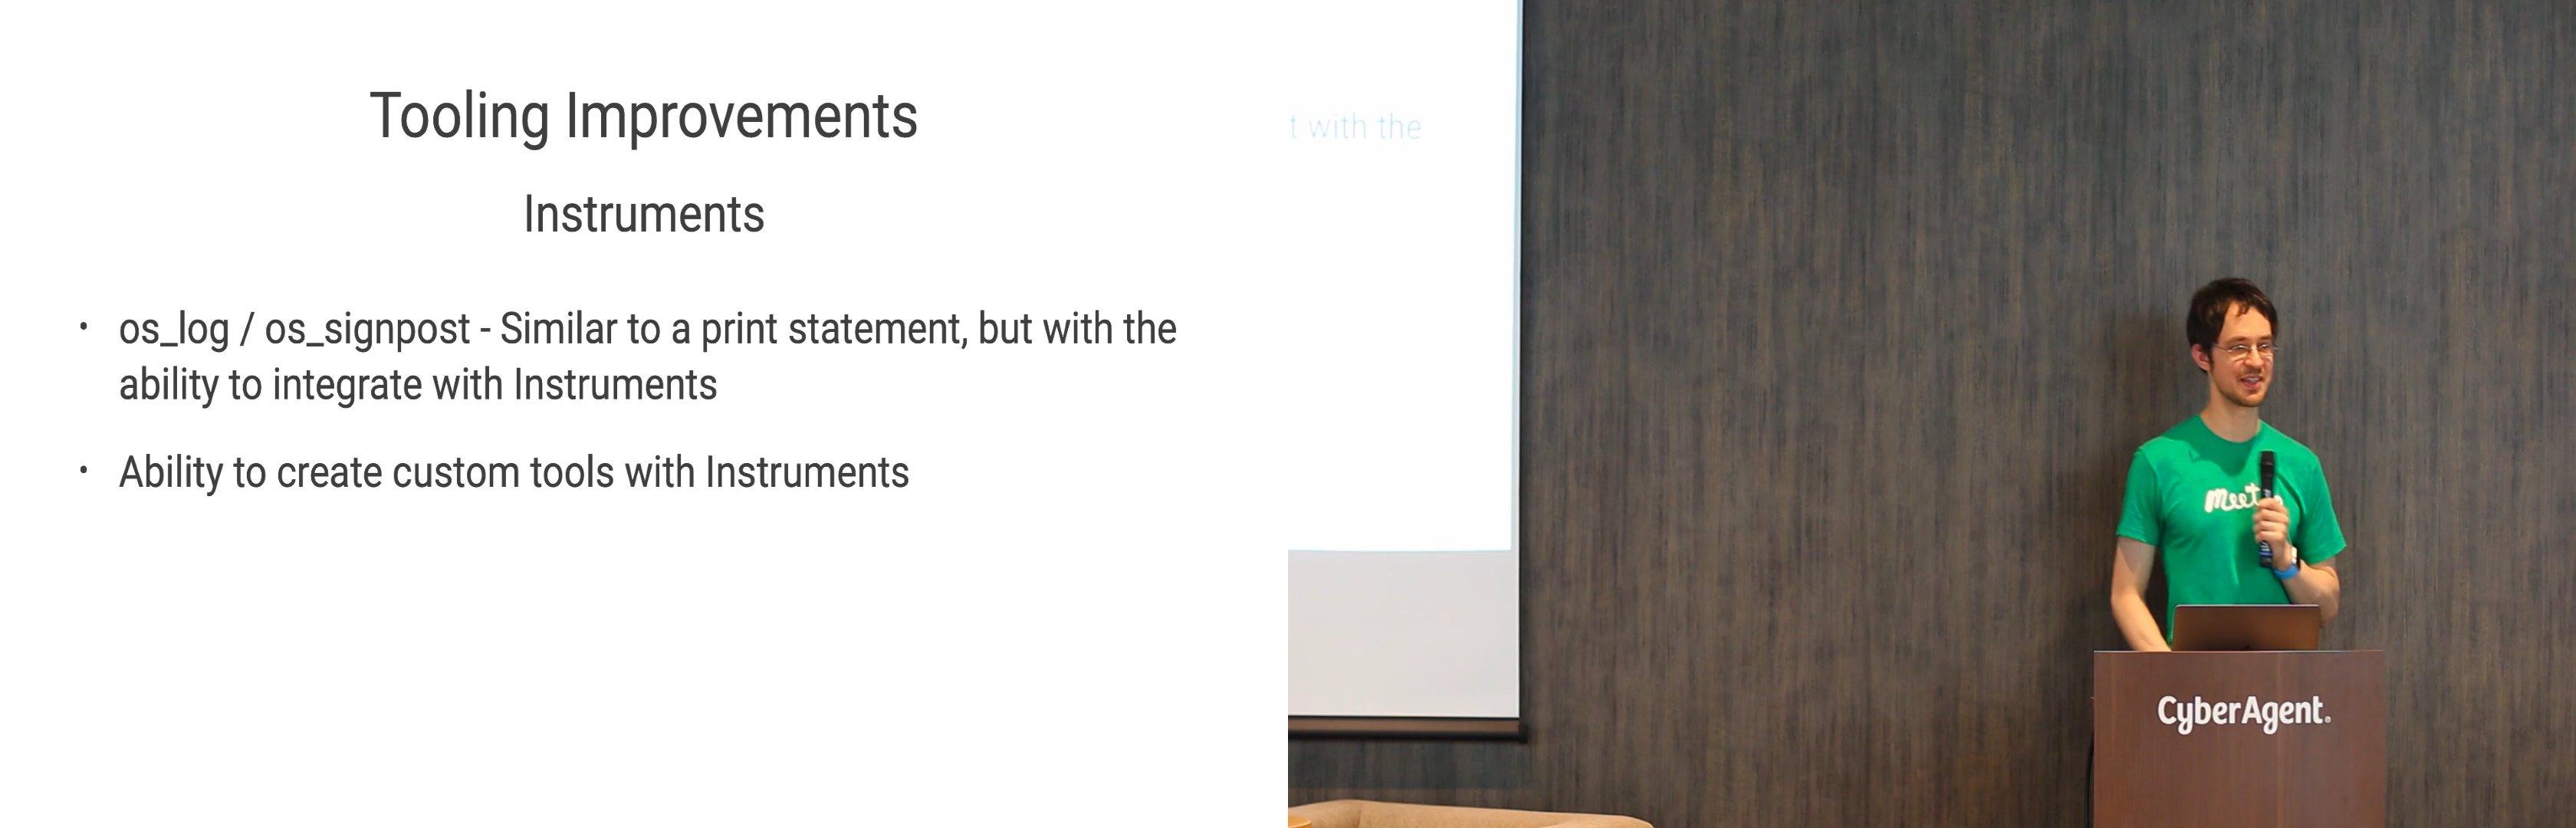 Tooling Improvements
Instruments
• os_log / os_signpost - Similar to a print statement, but with the
ability to integrate with Instruments
• Ability to create custom tools with Instruments
t with the
Meet
CyberAgent.